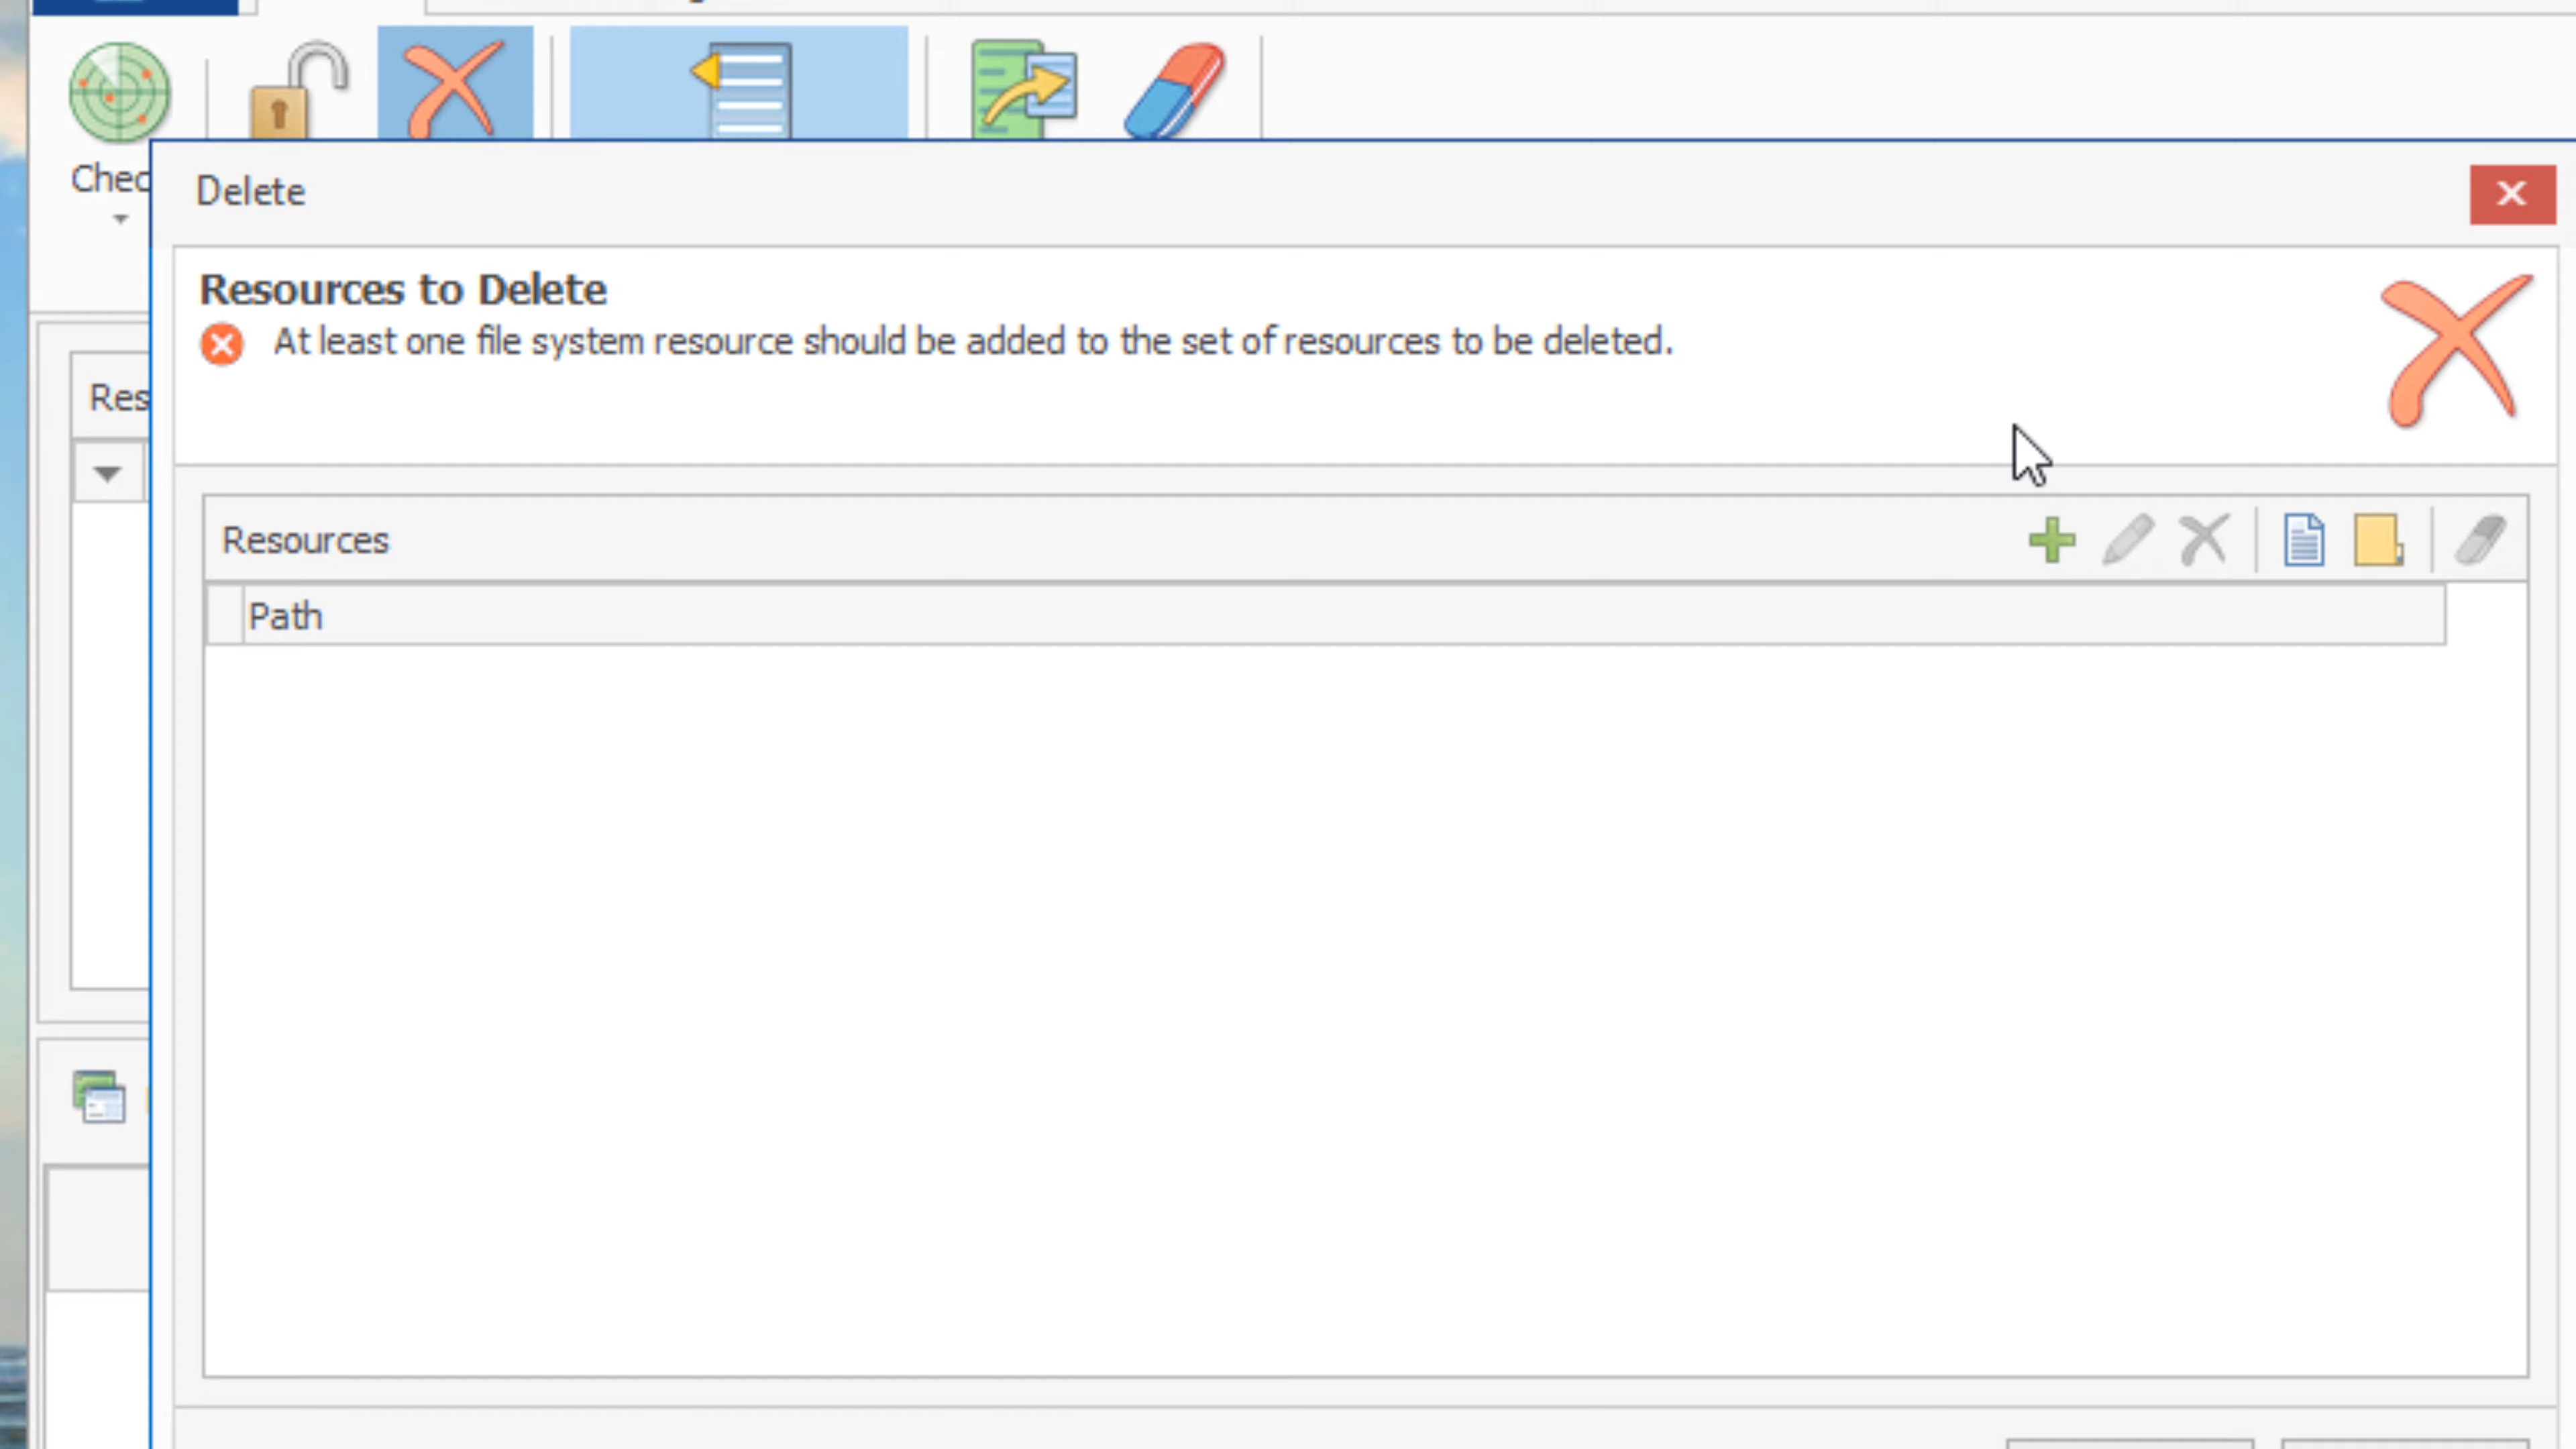 Chec
Delete
Resources to Delete
At least one file system resource should be added to the set of resources to be deleted.
Res
Resources
Path